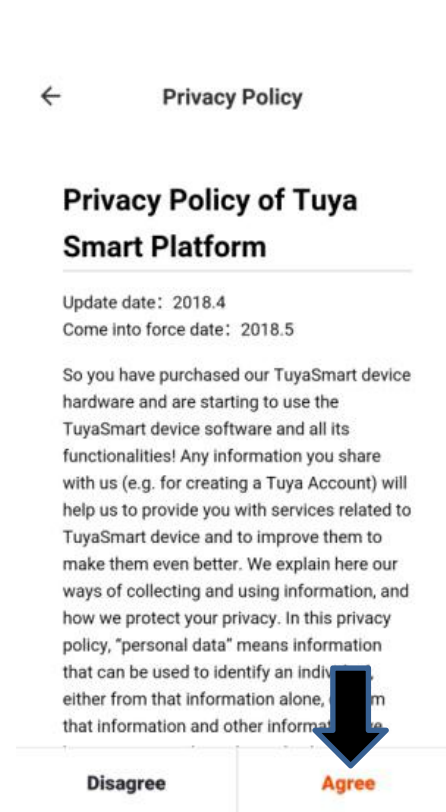 Privacy Policy
Privacy Policy of Tuya
Smart Platform
Update date：2018.4
Come into force date：2018.5
So you have purchased our TuyaSmart device
hardware and are starting to use the
TuyaSmart device software and all its
functionalities! Any information you share
with us (e.g. for creating a Tuya Account) will
help us to provide you with services related to
TuyaSmart device and to improve them to
make them even better. We explain here our
ways of collecting and using information, and
how we protect your privacy. In this privacy
policy, “personal data” means information
that can be used to identify an
either from that information alone,
that information and other
Disagree
Agree